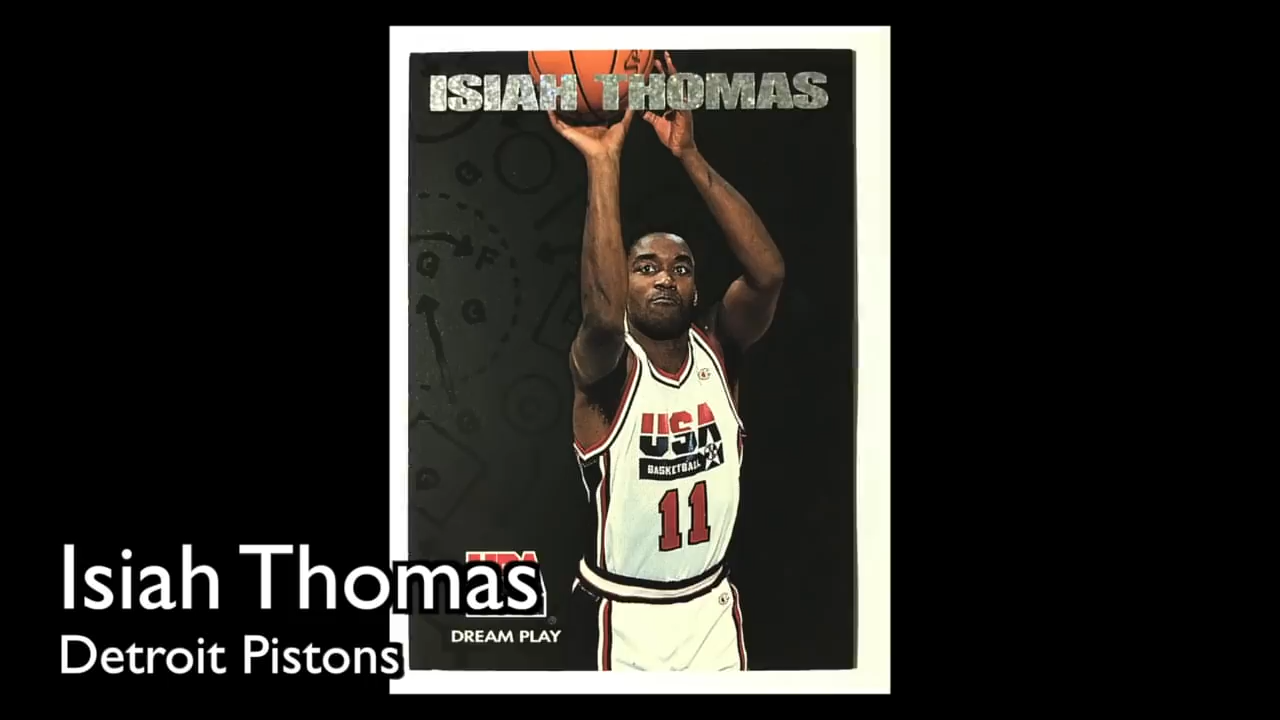 ISIAH THOMAS
G
G
F
G
USA
BASKETBALL
11
Isiah Thomas
DREAM PLAY
Detroit Pistons